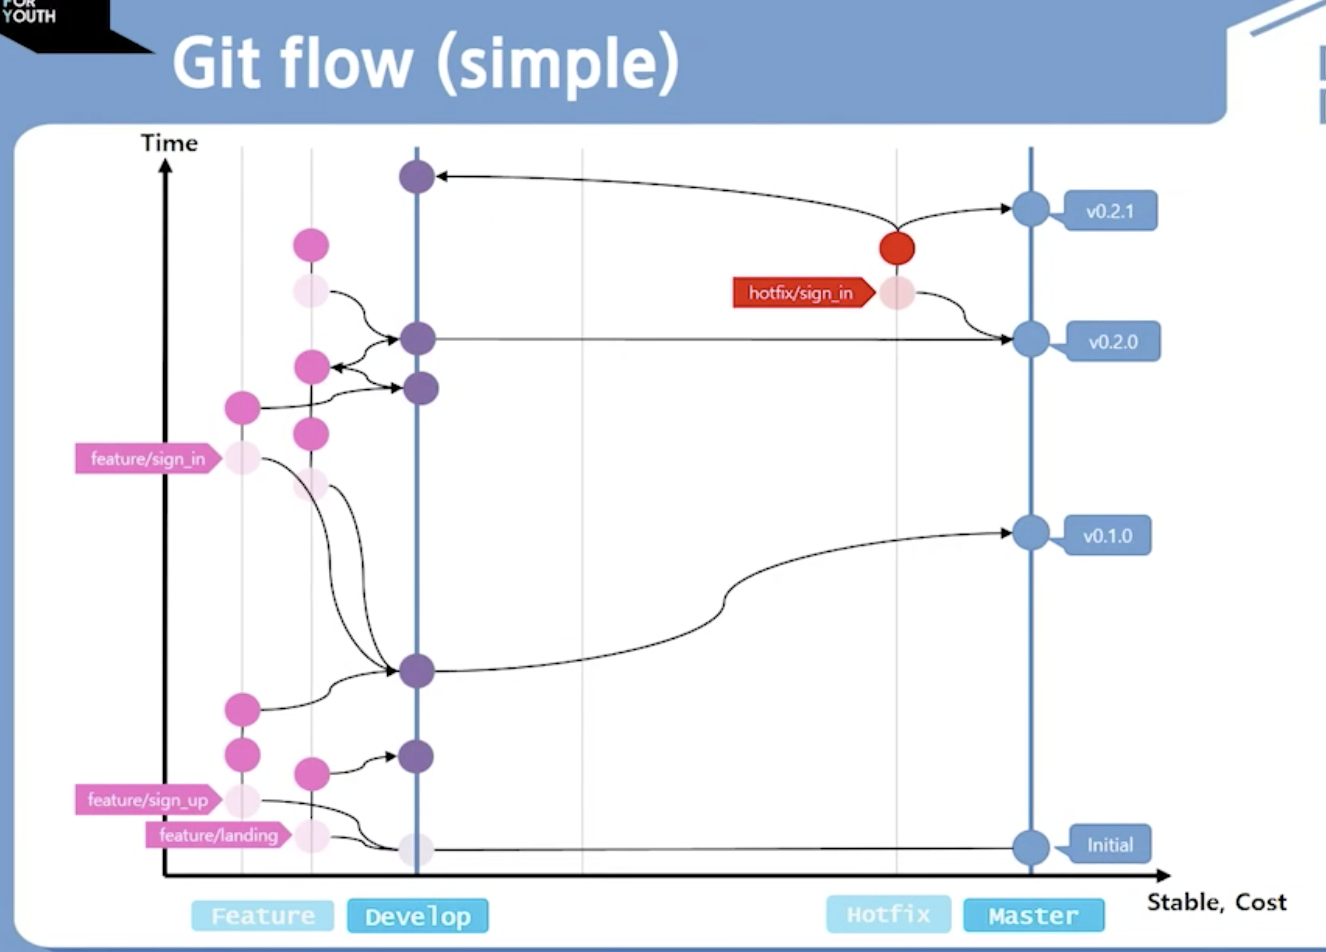 FOR
YOUTH
Git flow (simple)
Time
v0.2.1
hotfix/sign_in
v0.2.0
feature/sign_in
v0.1.0
feature/sign_up
feature/landing
Initial
Stable, Cost
Feature
Develop
Hotfix
Master